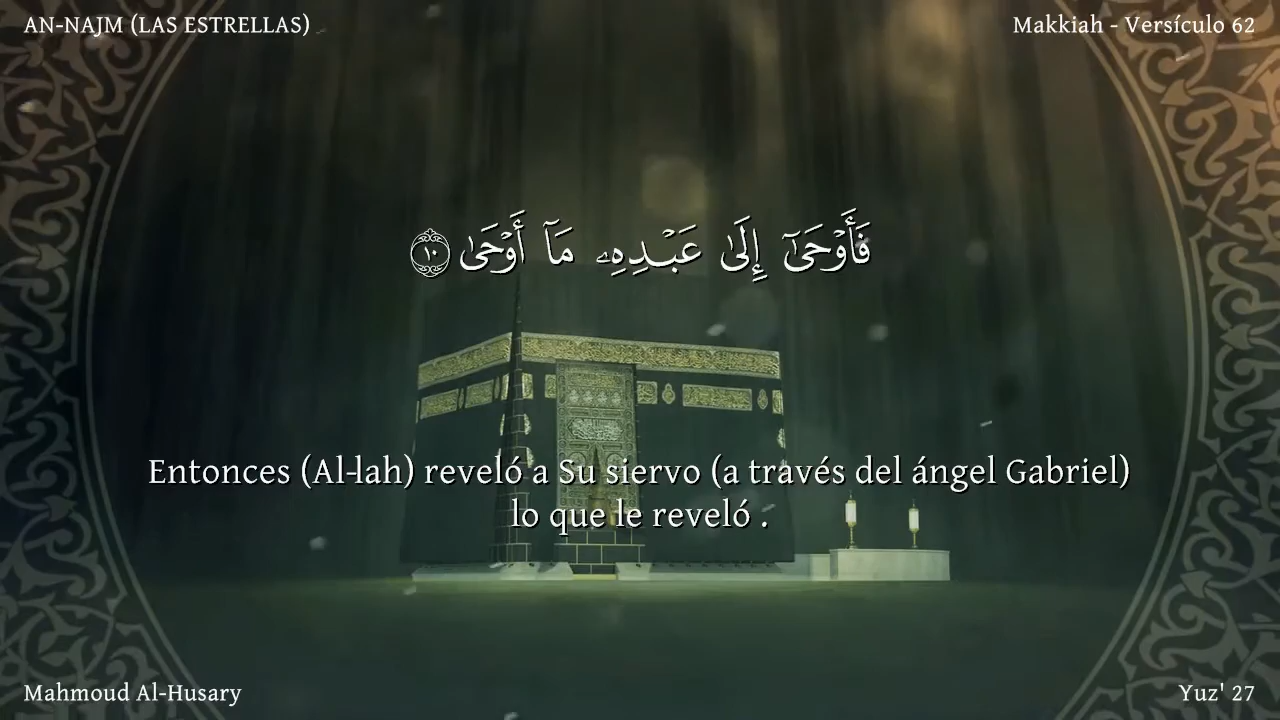 AN-NAJM (LAS ESTRELLAS)
Makkiah - Versículo 62
فَأَوْحَىٰٓ إِلَىٰ عَبْدِهِۦ مَآ أَوْحَىٰ ١٠
Entonces (Al-lah) reveló a Su siervo (a través del ángel Gabriel)
lo que le reveló .
Mahmoud Al-Husary
Yuz' 27